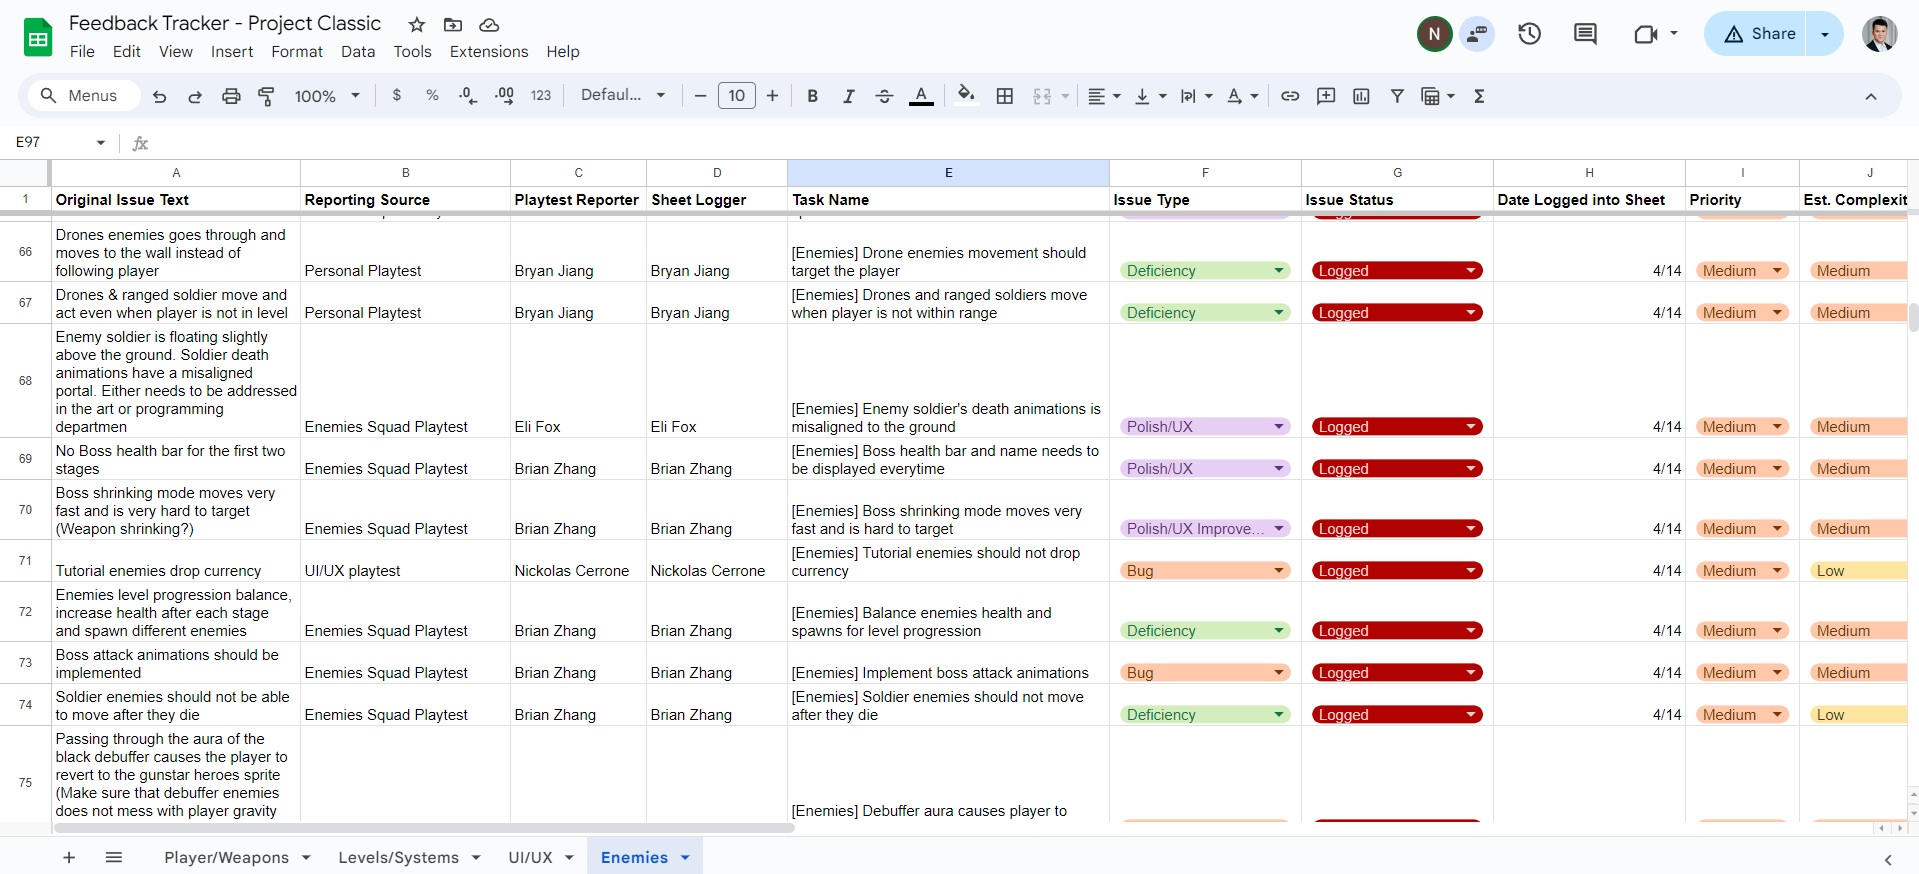 Feedback Tracker - Project Classic
File Edit View Insert Format Data Tools Extensions Help
N
Share
Menus
100%
$ % .0 .00 123
Defaul...
10
B I A A Σ
E97
fx
A B C D E F G H I J
1 Original Issue Text Reporting Source Playtest Reporter Sheet Logger Task Name Issue Type Issue Status Date Logged into Sheet Priority Est. Complexit
66
Drones enemies goes through and
moves to the wall instead of
following player
Personal Playtest
Bryan Jiang
Bryan Jiang
[Enemies] Drone enemies movement should
target the player
Deficiency
Logged
4/14
Medium
Medium
67
Drones & ranged soldier move and
act even when player is not in level
Personal Playtest
Bryan Jiang
Bryan Jiang
[Enemies] Drones and ranged soldiers move
when player is not within range
Deficiency
Logged
4/14
Medium
Medium
68
Enemy soldier is floating slightly
above the ground. Soldier death
animations have a misaligned
portal. Either needs to be addressed
in the art or programming
departmen
Enemies Squad Playtest
Eli Fox
Eli Fox
[Enemies] Enemy soldier's death animations is
misaligned to the ground
Polish/UX
Logged
4/14
Medium
Medium
69
No Boss health bar for the first two
stages
Enemies Squad Playtest
Brian Zhang
Brian Zhang
[Enemies] Boss health bar and name needs to
be displayed everytime
Polish/UX
Logged
4/14
Medium
Medium
70
Boss shrinking mode moves very
fast and is very hard to target
(Weapon shrinking?)
Enemies Squad Playtest
Brian Zhang
Brian Zhang
[Enemies] Boss shrinking mode moves very
fast and is hard to target
Polish/UX Improve...
Logged
4/14
Medium
Medium
71
Tutorial enemies drop currency
UI/UX playtest
Nickolas Cerrone
Nickolas Cerrone
[Enemies] Tutorial enemies should not drop
currency
Bug
Logged
4/14
Medium
Low
72
Enemies level progression balance,
increase health after each stage
and spawn different enemies
Enemies Squad Playtest
Brian Zhang
Brian Zhang
[Enemies] Balance enemies health and
spawns for level progression
Deficiency
Logged
4/14
Medium
Medium
73
Boss attack animations should be
implemented
Enemies Squad Playtest
Brian Zhang
Brian Zhang
[Enemies] Implement boss attack animations
Bug
Logged
4/14
Medium
Medium
74
Soldier enemies should not be able
to move after they die
Enemies Squad Playtest
Brian Zhang
Brian Zhang
[Enemies] Soldier enemies should not move
after they die
Deficiency
Logged
4/14
Medium
Low
75
Passing through the aura of the
black debuffer causes the player to
revert to the gunstar heroes sprite
(Make sure that debuffer enemies
does not mess with player gravity
[Enemies] Debuffer aura causes player to
Player/Weapons Levels/Systems UI/UX Enemies